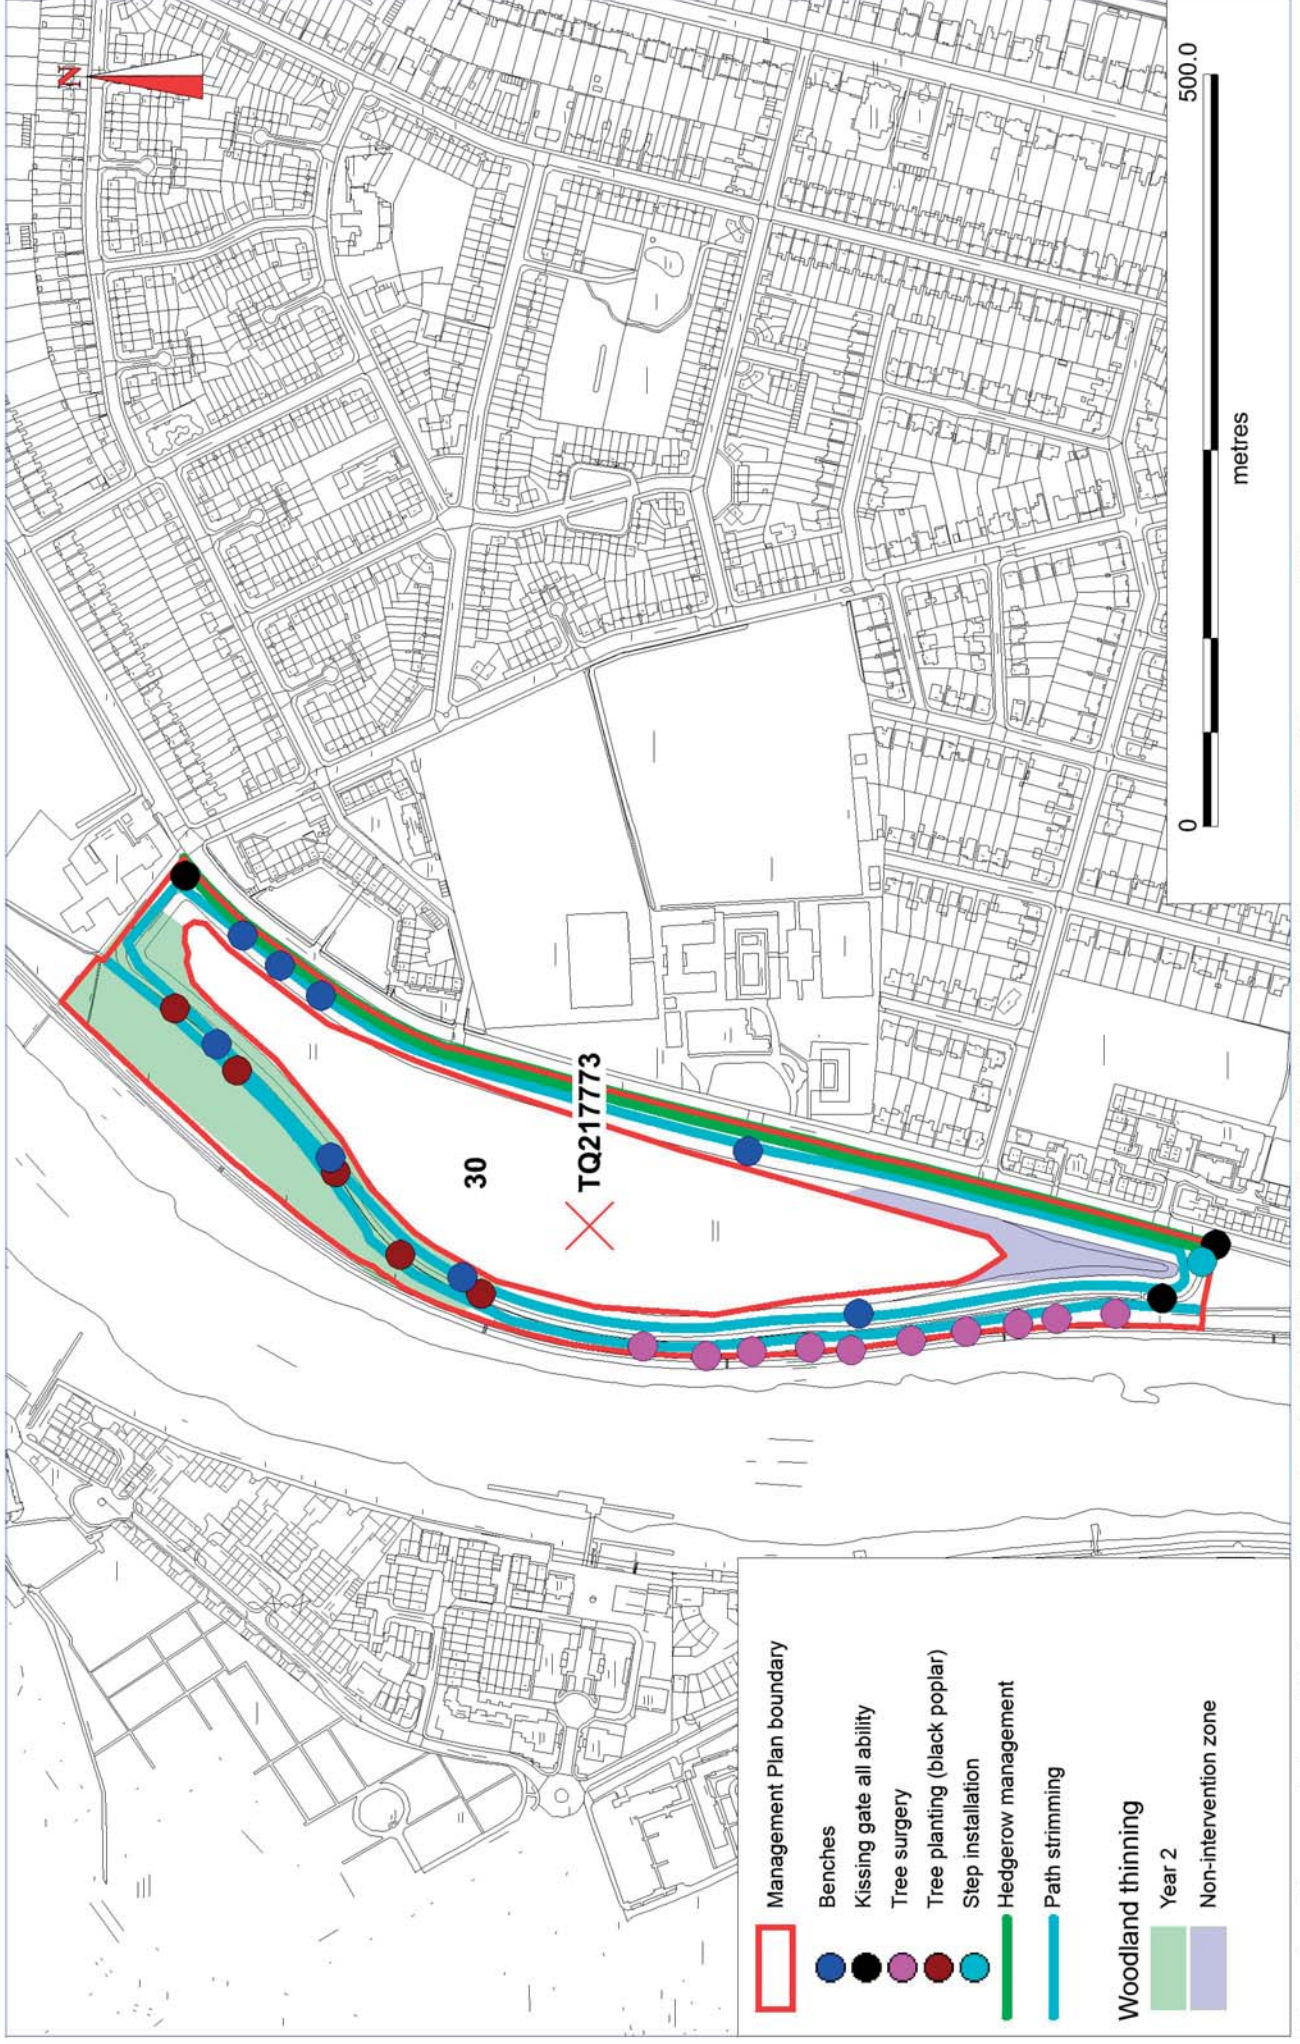 N
30
TQ217773
0
500.0
metres
Management Plan boundary
Benches
Kissing gate all ability
Tree surgery
Tree planting (black poplar)
Step installation
Hedgerow management
Path strimming
Woodland thinning
Year 2
Non-intervention zone